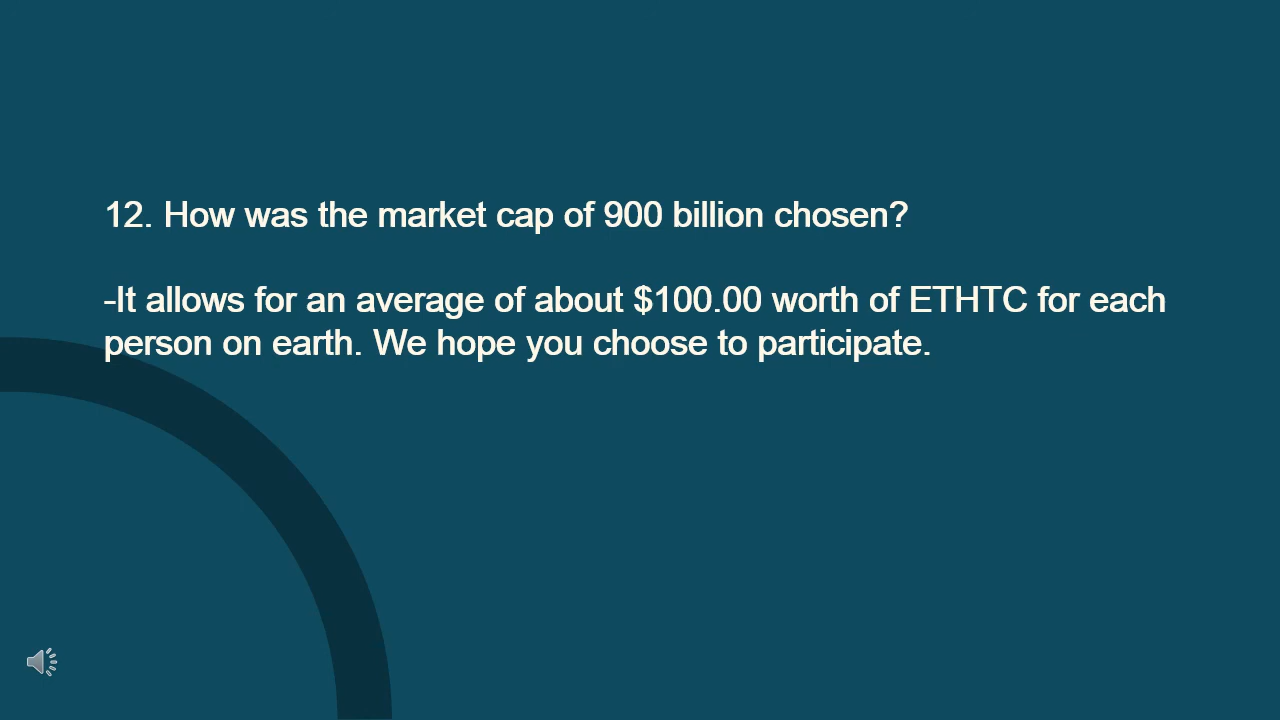 12. How was the market cap of 900 billion chosen?
-It allows for an average of about $100.00 worth of ETHTC for each
person on earth. We hope you choose to participate.